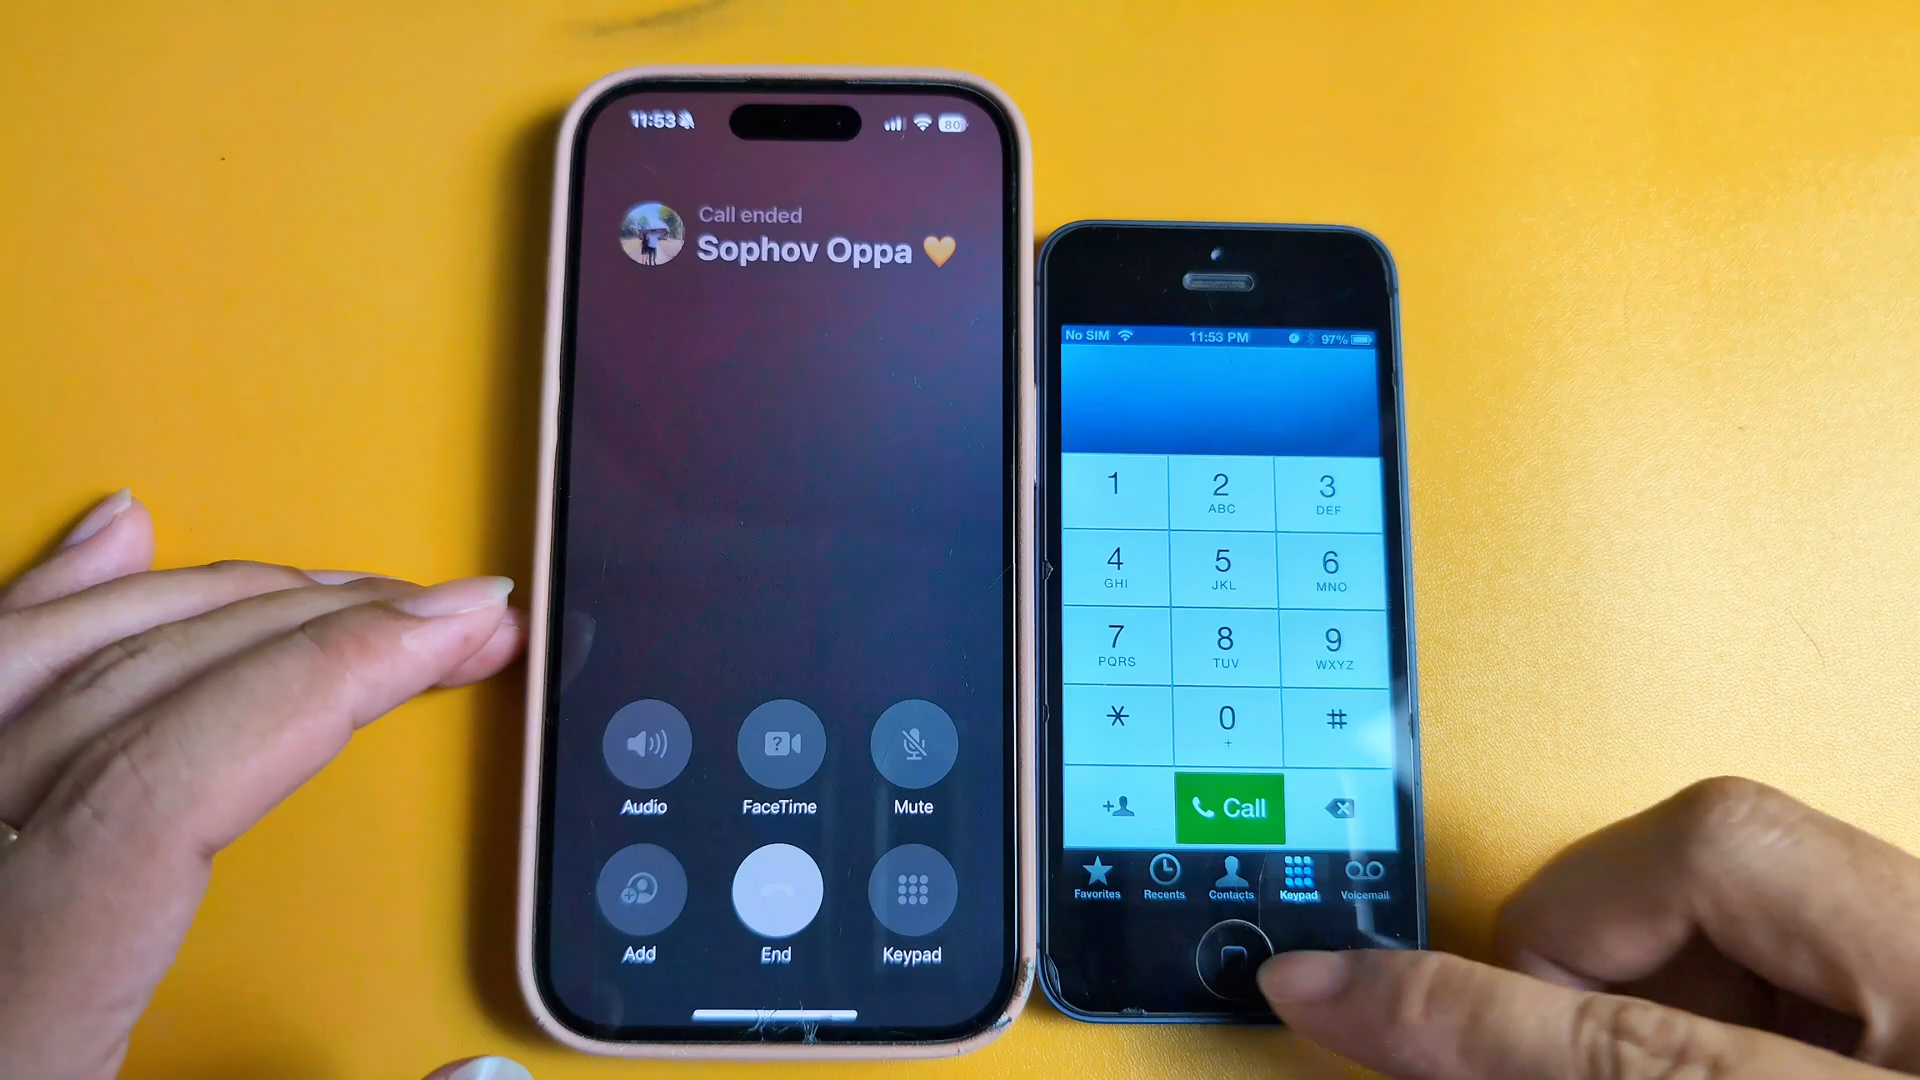 11:53
80
Call ended
Sophov Oppa 💛
Audio
FaceTime
Mute
Add
End
Keypad
No SIM
11:53 PM
97%
1
2
ABC
3
DEF
4
GHI
5
JKL
6
MNO
7
PQRS
8
TUV
9
WXYZ
*
0
+
#
Call
Favorites
Recents
Contacts
Keypad
Voicemail